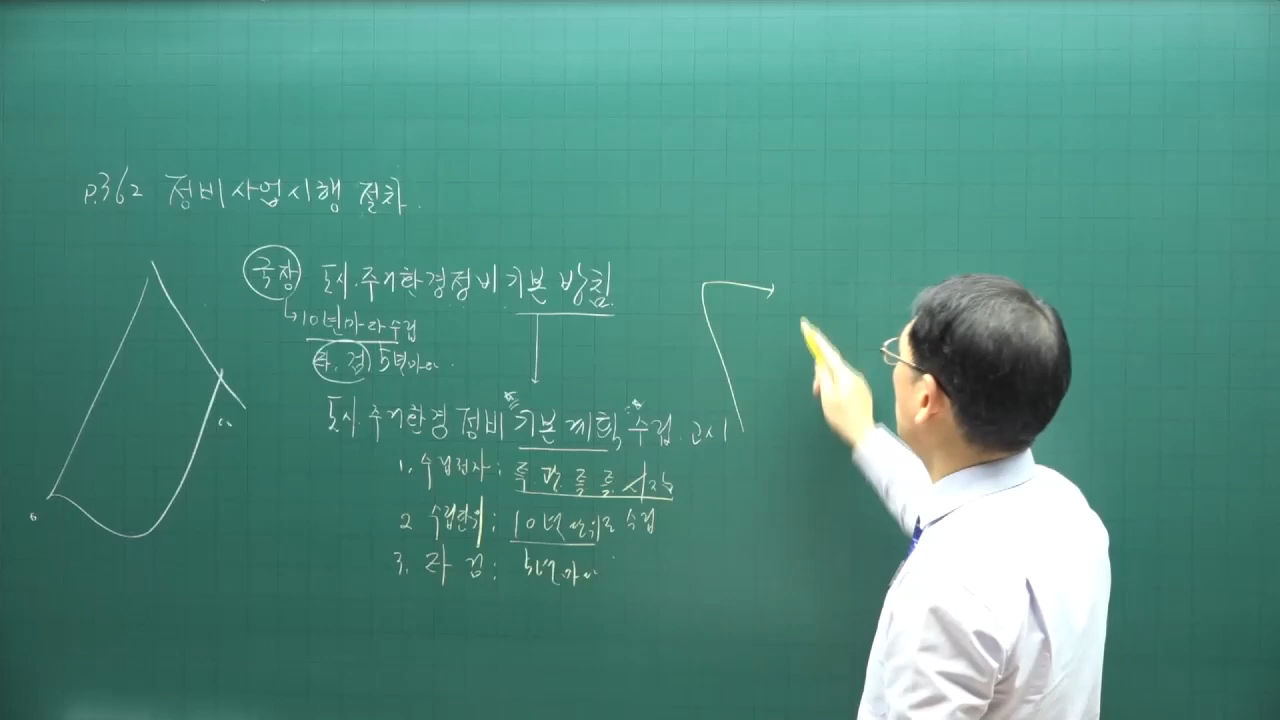 p.362 정비사업시행 절차.
국장 도시.주거환경정비기본 방침
10년마다수립
타.검 5년마다.
도시.주거환경정비 기본계획 수립.고시
1. 수립권자: 특 광 특 특 시장
2 수립단위: 10년 단위로 수립
3. 타 검: 5년마다